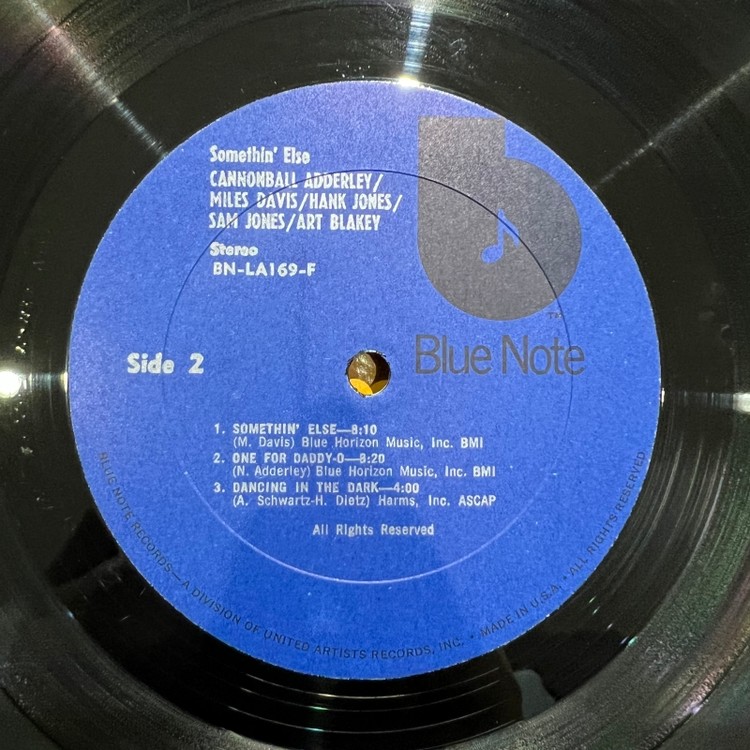 Somethin' Else
CANNONBALL ADDERLEY/
MILES DAVIS/HANK JONES/
SAM JONES/ART BLAKEY
Stereo
BN-LA169-F
TM
Blue Note
Side 2
1. SOMETHIN' ELSE—8:10
(M. Davis) Blue Horizon Music, Inc. BMI
2. ONE FOR DADDY-O—8:20
(N. Adderley) Blue Horizon Music, Inc. BMI
3. DANCING IN THE DARK—4:00
(A. Schwartz-H. Dietz) Harms, Inc. ASCAP
All Rights Reserved
BLUE NOTE RECORDS—A DIVISION OF UNITED ARTISTS RECORDS, INC. • MADE IN U.S.A. • ALL RIGHTS RESERVED